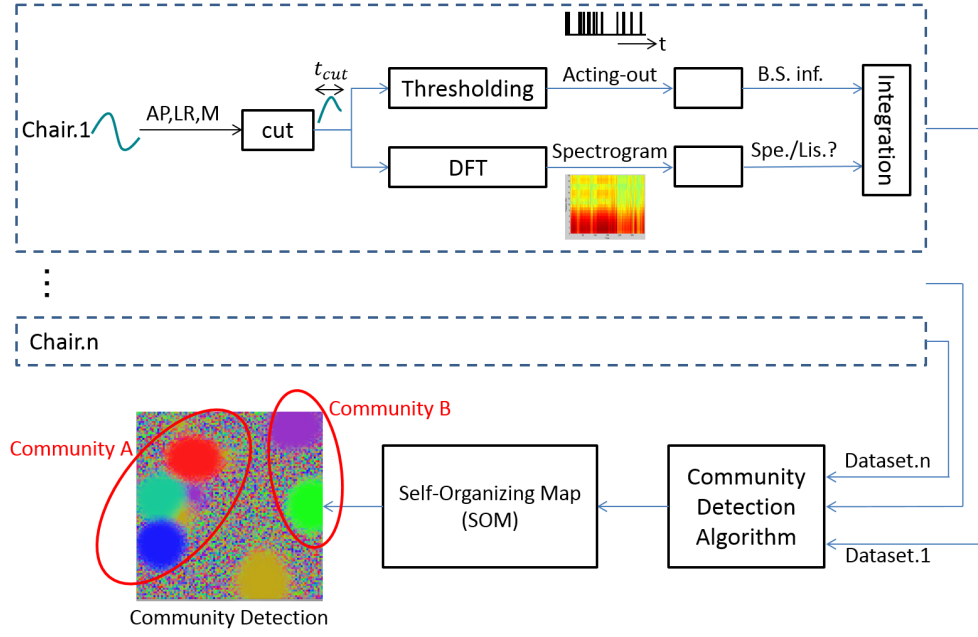 t
t_cut
Thresholding
Acting-out
B.S. inf.
Integration
Chair.1
AP,LR,M
cut
DFT
Spectrogram
Spe./Lis.?
Chair.n
Community A
Community B
Self-Organizing Map
(SOM)
Community
Detection
Algorithm
Dataset.n
Dataset.1
Community Detection